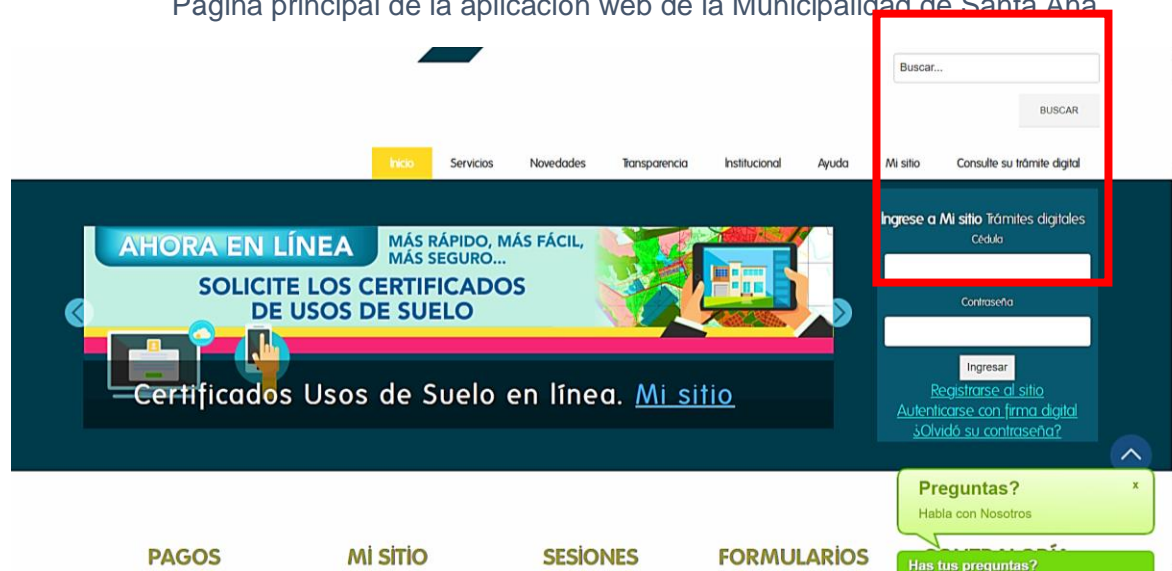 Página principal de la aplicación web de la Municipalidad de Santa Ana
Buscar...
BUSCAR
Inicio Servicios Novedades Transparencia Institucional Ayuda Mi sitio Consulte su trámite digital
AHORA EN LÍNEA
MÁS RÁPIDO, MÁS FÁCIL,
MÁS SEGURO...
SOLICITE LOS CERTIFICADOS
DE USOS DE SUELO
Certificados Usos de Suelo en línea. Mi sitio
Ingrese a Mi sitio Trámites digitales
Cédula
Contraseña
Ingresar
Registrarse al sitio
Autenticarse con firma digital
¿Olvidó su contraseña?
Preguntas? x
Habla con Nosotros
Has tus preguntas?
PAGOS MI SITIO SESIONES FORMULARIOS